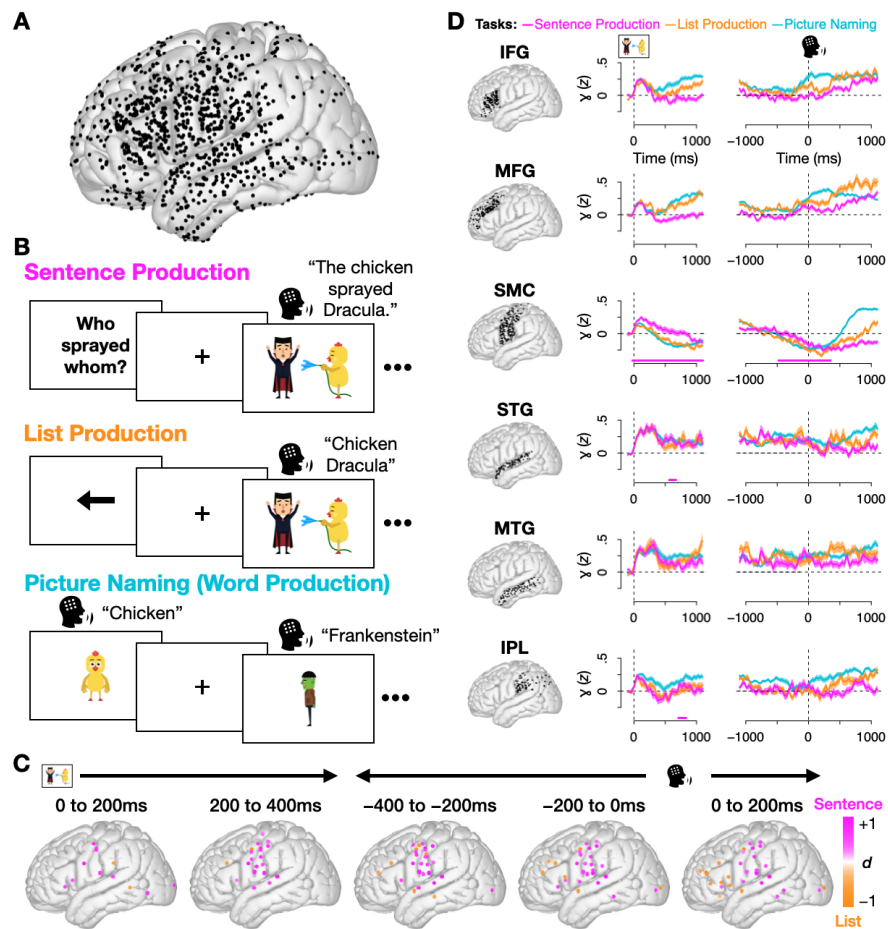 A
B
Sentence Production
Who
sprayed
whom?
+
“The chicken
sprayed
Dracula.”
•••
List Production
+
“Chicken
Dracula”
•••
Picture Naming (Word Production)
“Chicken”
+
“Frankenstein”
•••
D
Tasks: Sentence Production List Production Picture Naming
IFG
γ (z)
.5
0
0 1000
Time (ms)
−1000 0 1000
Time (ms)
MFG
γ (z)
.5
0
0 1000
−1000 0 1000
SMC
γ (z)
.5
0
0 1000
−1000 0 1000
STG
γ (z)
.5
0
0 1000
−1000 0 1000
MTG
γ (z)
.5
0
0 1000
−1000 0 1000
IPL
γ (z)
.5
0
0 1000
−1000 0 1000
C
0 to 200ms
200 to 400ms
−400 to −200ms
−200 to 0ms
0 to 200ms
Sentence
+1
d
−1
List